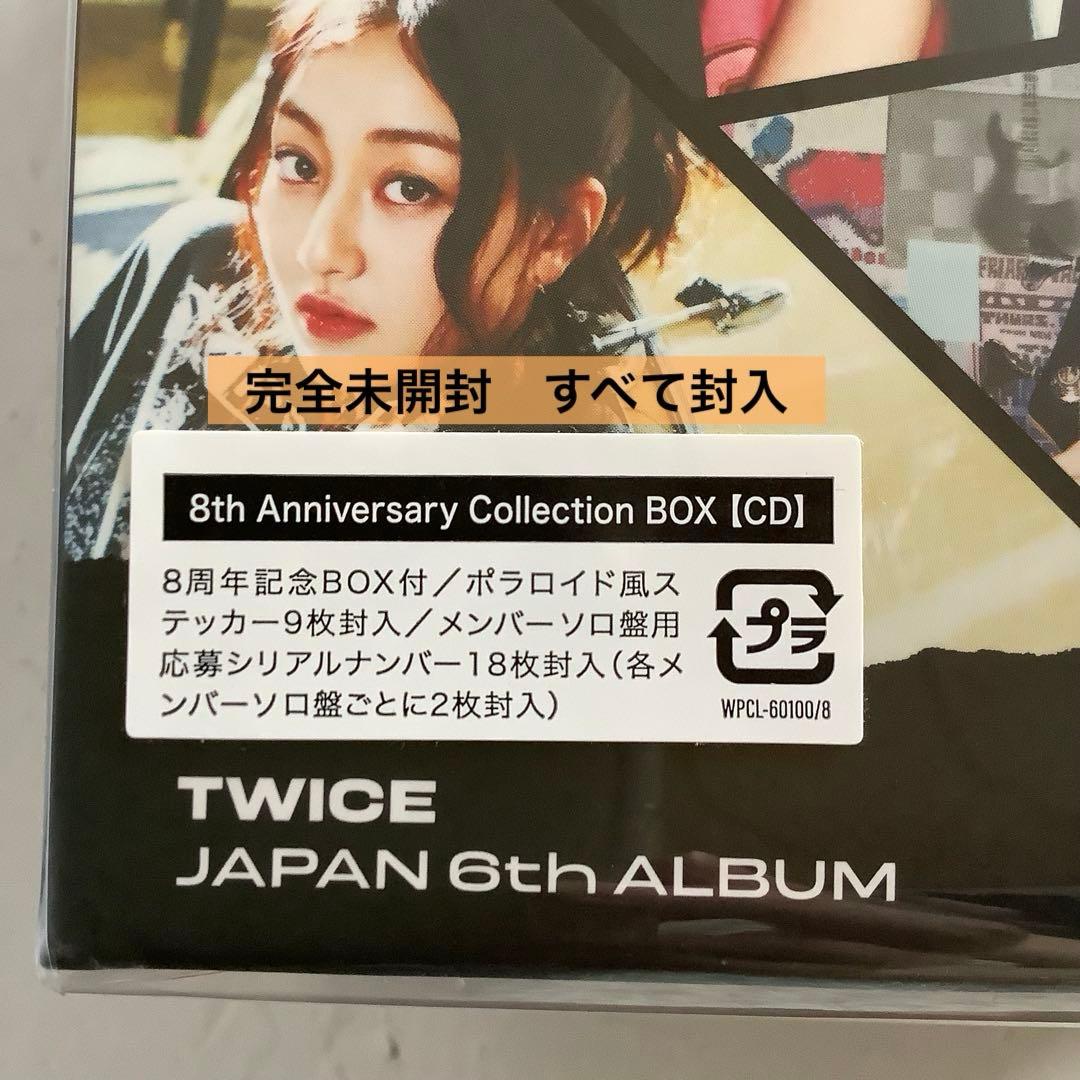 完全未開封　すべて封入
8th Anniversary Collection BOX【CD】
8周年記念BOX付／ポラロイド風ス
テッカー9枚封入／メンバーソロ盤用
応募シリアルナンバー18枚封入(各メ
ンバーソロ盤ごとに2枚封入)
プラ
WPCL-60100/8
TWICE
JAPAN 6th ALBUM